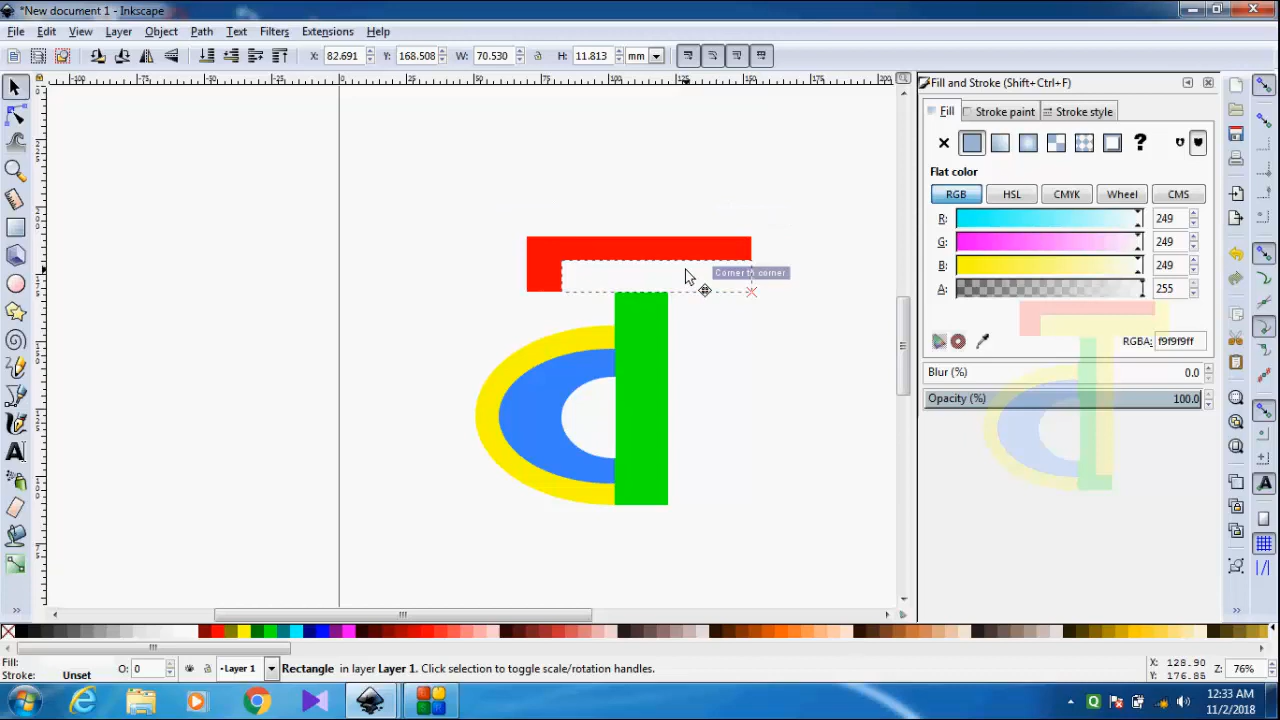 *New document 1 - Inkscape
File Edit View Layer Object Path Text Filters Extensions Help
X: 82.691 Y: 168.508 W: 70.530 H: 11.813 mm
Fill and Stroke (Shift+Ctrl+F)
Fill Stroke paint Stroke style
?
Flat color
RGB HSL CMYK Wheel CMS
R: 249
G: 249
B: 249
A: 255
Corner to corner
RGBA: f9f9f9ff
Blur (%) 0.0
Opacity (%) 100.0
Fill: O: 0 Layer 1 Rectangle in layer Layer 1. Click selection to toggle scale/rotation handles. X: 128.90 Z: 76%
Stroke: Unset Y: 176.85
12:33 AM
11/2/2018